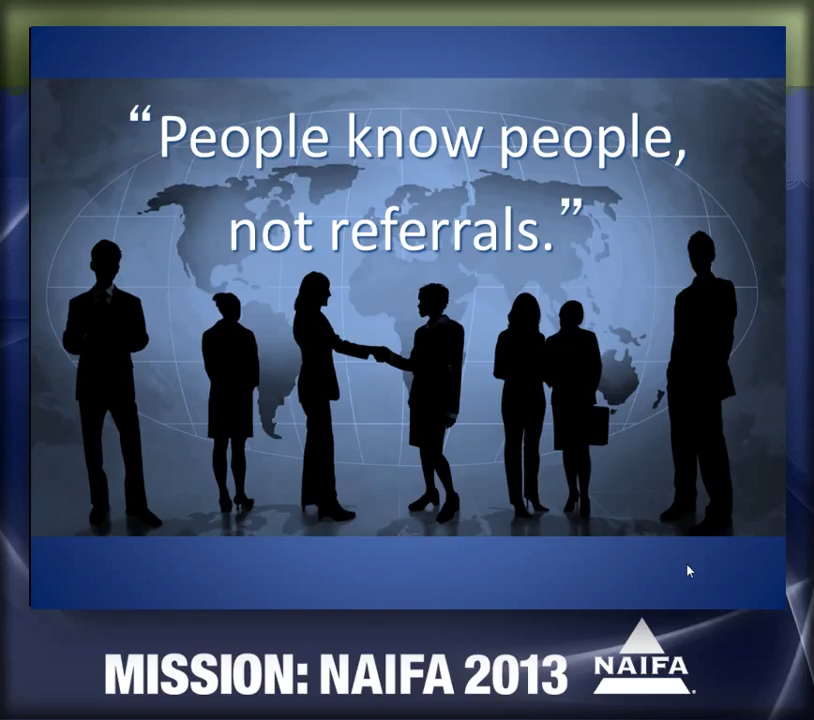 “People know people,
not referrals.”
MISSION: NAIFA 2013
NAIFA